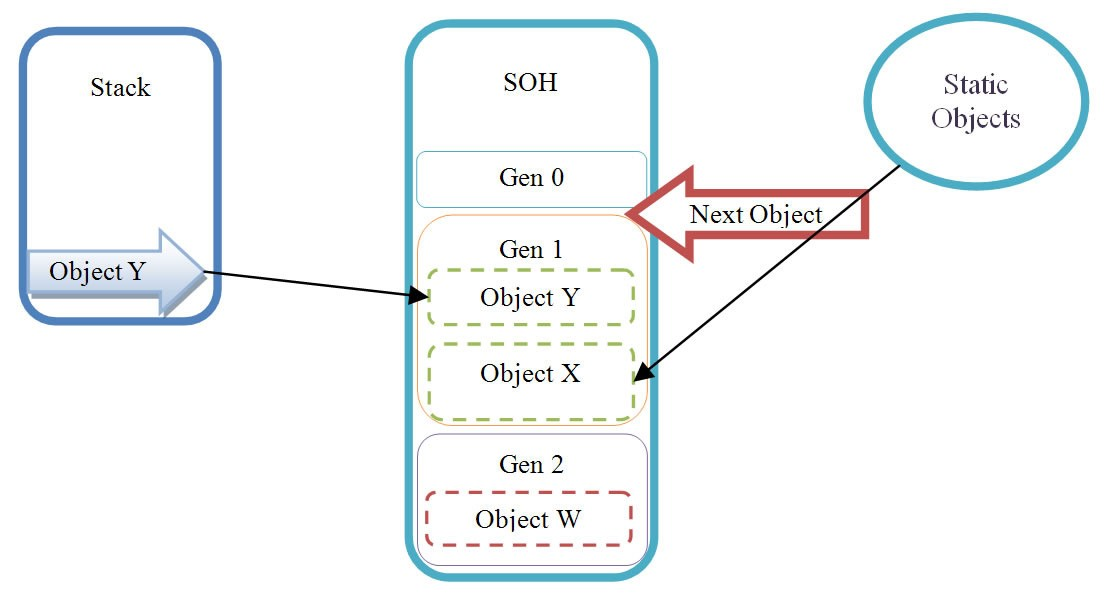 Stack
Object Y
SOH
Gen 0
Gen 1
Object Y
Object X
Gen 2
Object W
Next Object
Static
Objects